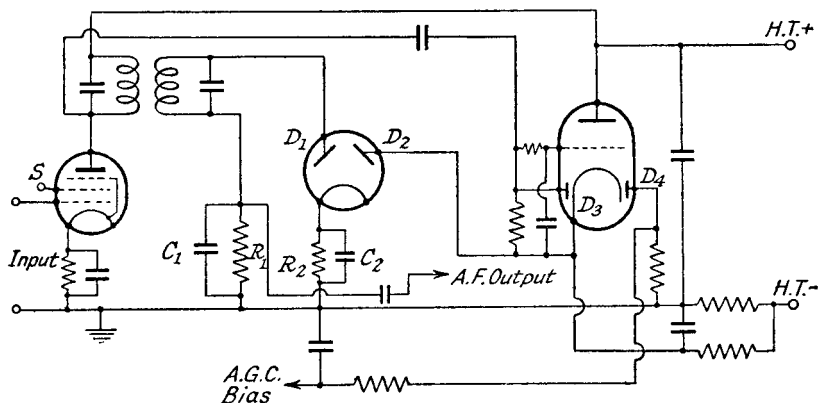 H.T.+
D₁
D₂
S
D₃
D₄
Input
C₁
R₁
R₂
C₂
A.F. Output
H.T.-
A.G.C.
Bias